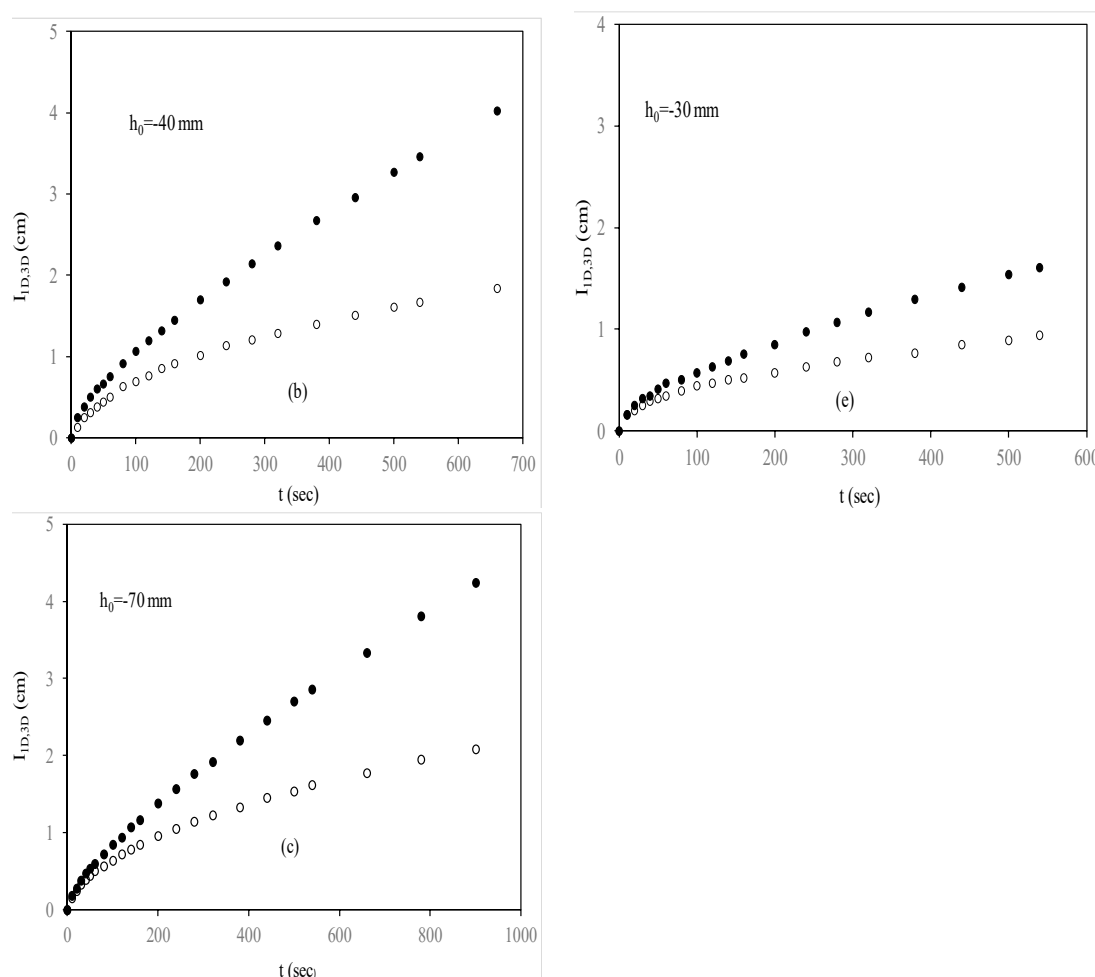 5
4
3
2
1
0
I1D,3D (cm)
h0=-40 mm
(b)
0 100 200 300 400 500 600 700
t (sec)
4
3
2
1
0
I1D,3D (cm)
h0=-30 mm
(e)
0 100 200 300 400 500 600
t (sec)
5
4
3
2
1
0
I1D,3D (cm)
h0=-70 mm
(c)
0 200 400 600 800 1000
t (sec)